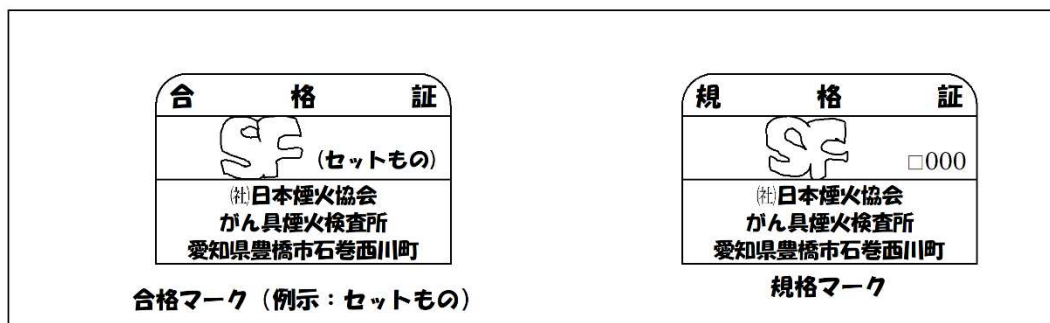 合格証
SF (セットもの)
㈳日本煙火協会
がん具煙火検査所
愛知県豊橋市石巻西川町
合格マーク（例示：セットもの）
規格証
SF □000
㈳日本煙火協会
がん具煙火検査所
愛知県豊橋市石巻西川町
規格マーク